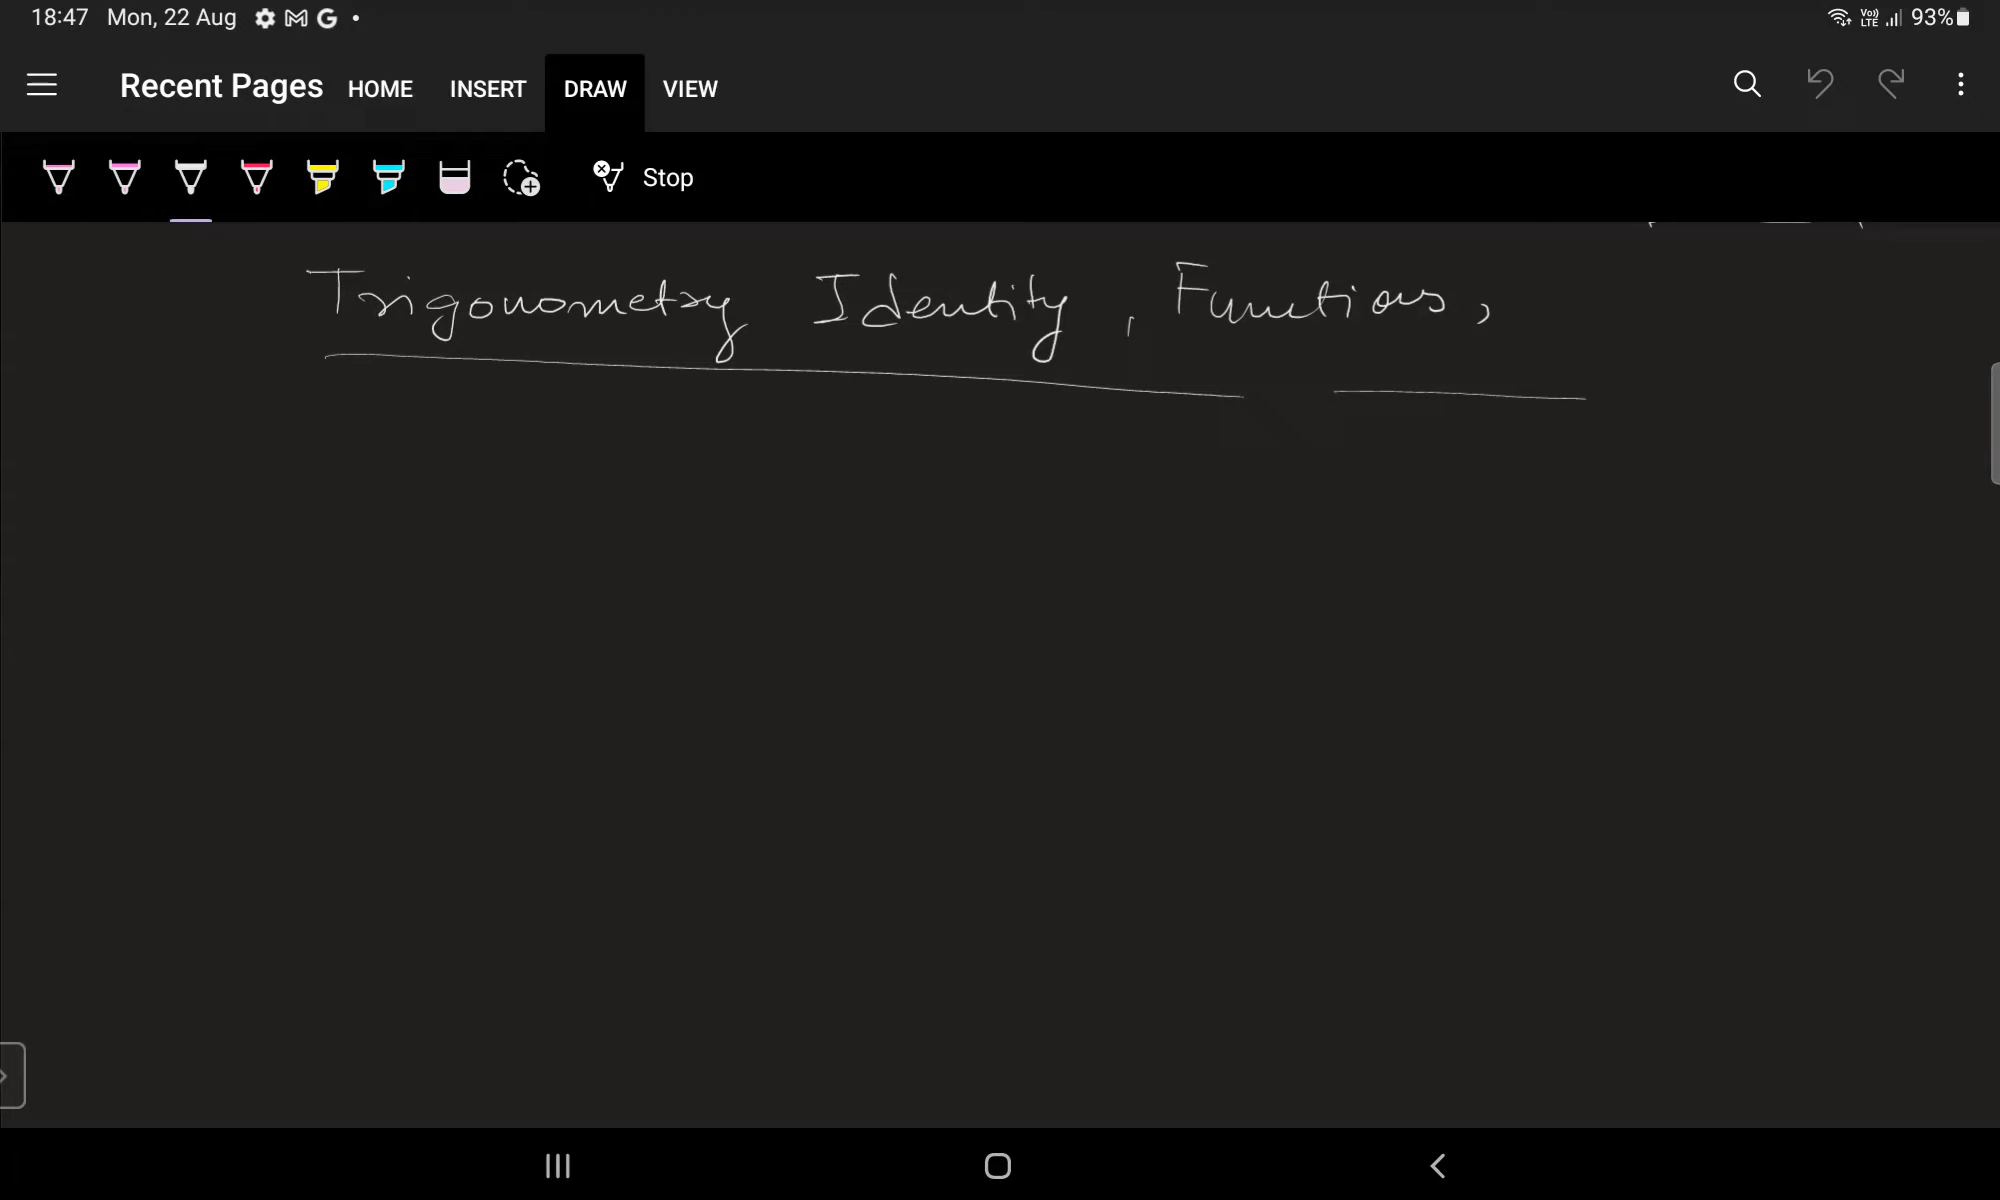 18:47 Mon, 22 Aug 93%
Recent Pages HOME INSERT DRAW VIEW
Stop
Trigonometry Identity, Functions,